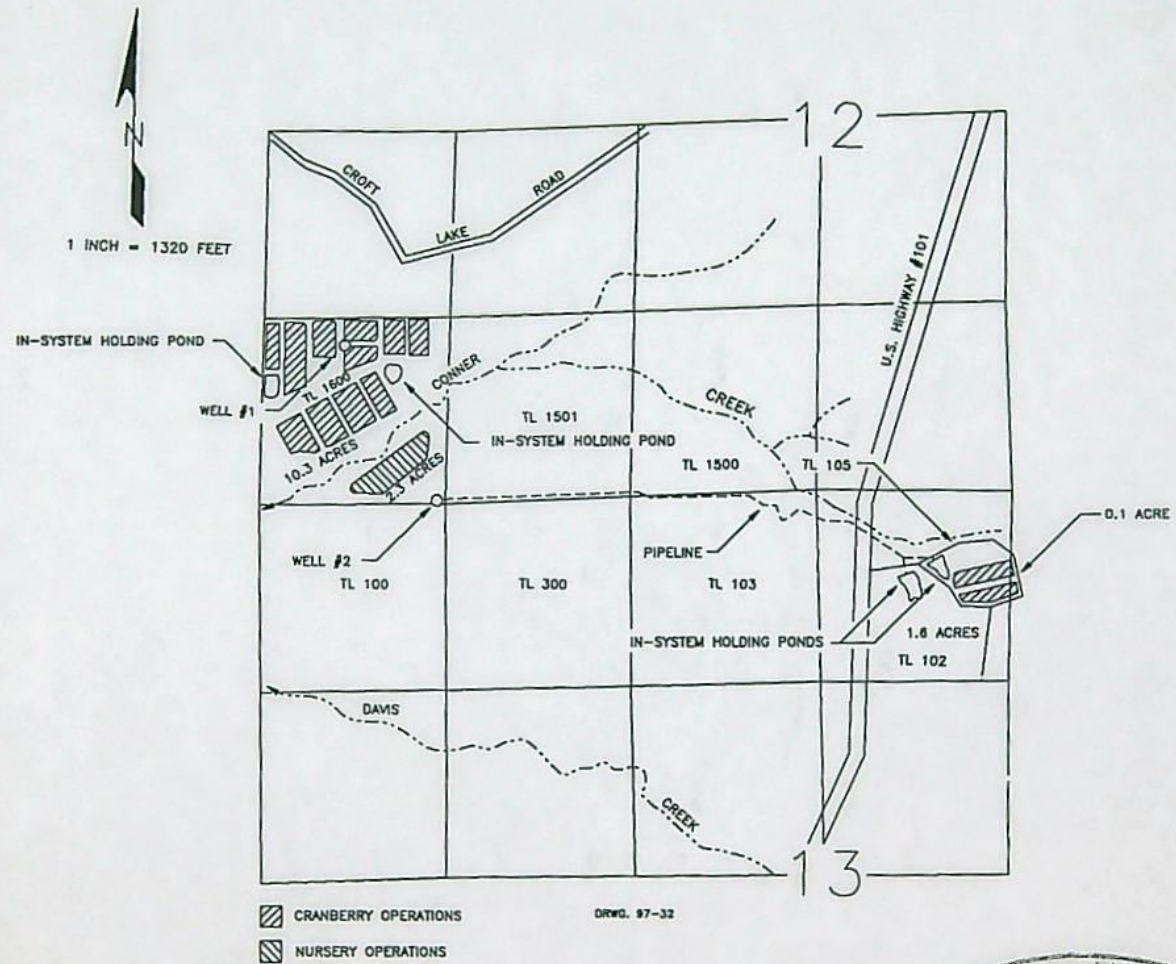 12
N
1 INCH = 1320 FEET
CROFT
LAKE
ROAD
U.S. HIGHWAY #101
IN-SYSTEM HOLDING POND
WELL #1
TL 1600
CONNER
CREEK
TL 1501
IN-SYSTEM HOLDING POND
10.3 ACRES
2.3 ACRES
TL 1500
TL 105
0.1 ACRE
WELL #2
PIPELINE
TL 100
TL 300
TL 103
IN-SYSTEM HOLDING PONDS
1.6 ACRES
TL 102
DAVIS
CREEK
13
CRANBERRY OPERATIONS
DRWG. 97-32
NURSERY OPERATIONS